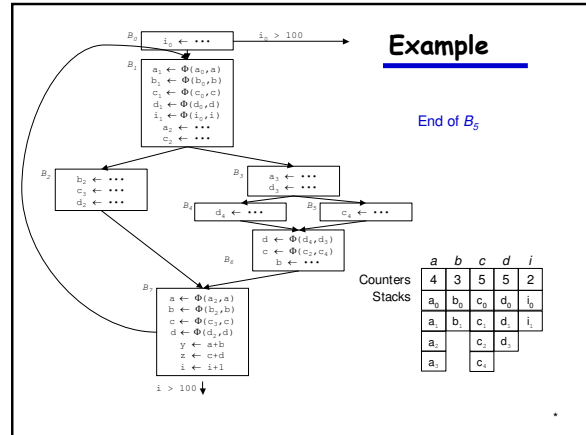 Example
End of B5
B0
i0 ← •••
i0 > 100
B1
a1 ← Φ(a0,a)
b1 ← Φ(b0,b)
c1 ← Φ(c0,c)
d1 ← Φ(d0,d)
i1 ← Φ(i0,i)
a2 ← •••
c2 ← •••
B2
b2 ← •••
c3 ← •••
d2 ← •••
B3
a3 ← •••
d3 ← •••
B4
d4 ← •••
B5
c4 ← •••
B6
d ← Φ(d4,d3)
c ← Φ(c2,c4)
b ← •••
B7
a ← Φ(a2,a)
b ← Φ(b2,b)
c ← Φ(c3,c)
d ← Φ(d2,d)
y ← a+b
z ← c+d
i ← i+1
i > 100
a b c d i
Counters 4 3 5 5 2
Stacks a0 b0 c0 d0 i0
a1 b1 c1 d1 i1
a2 c2 d3
a3 c4
*